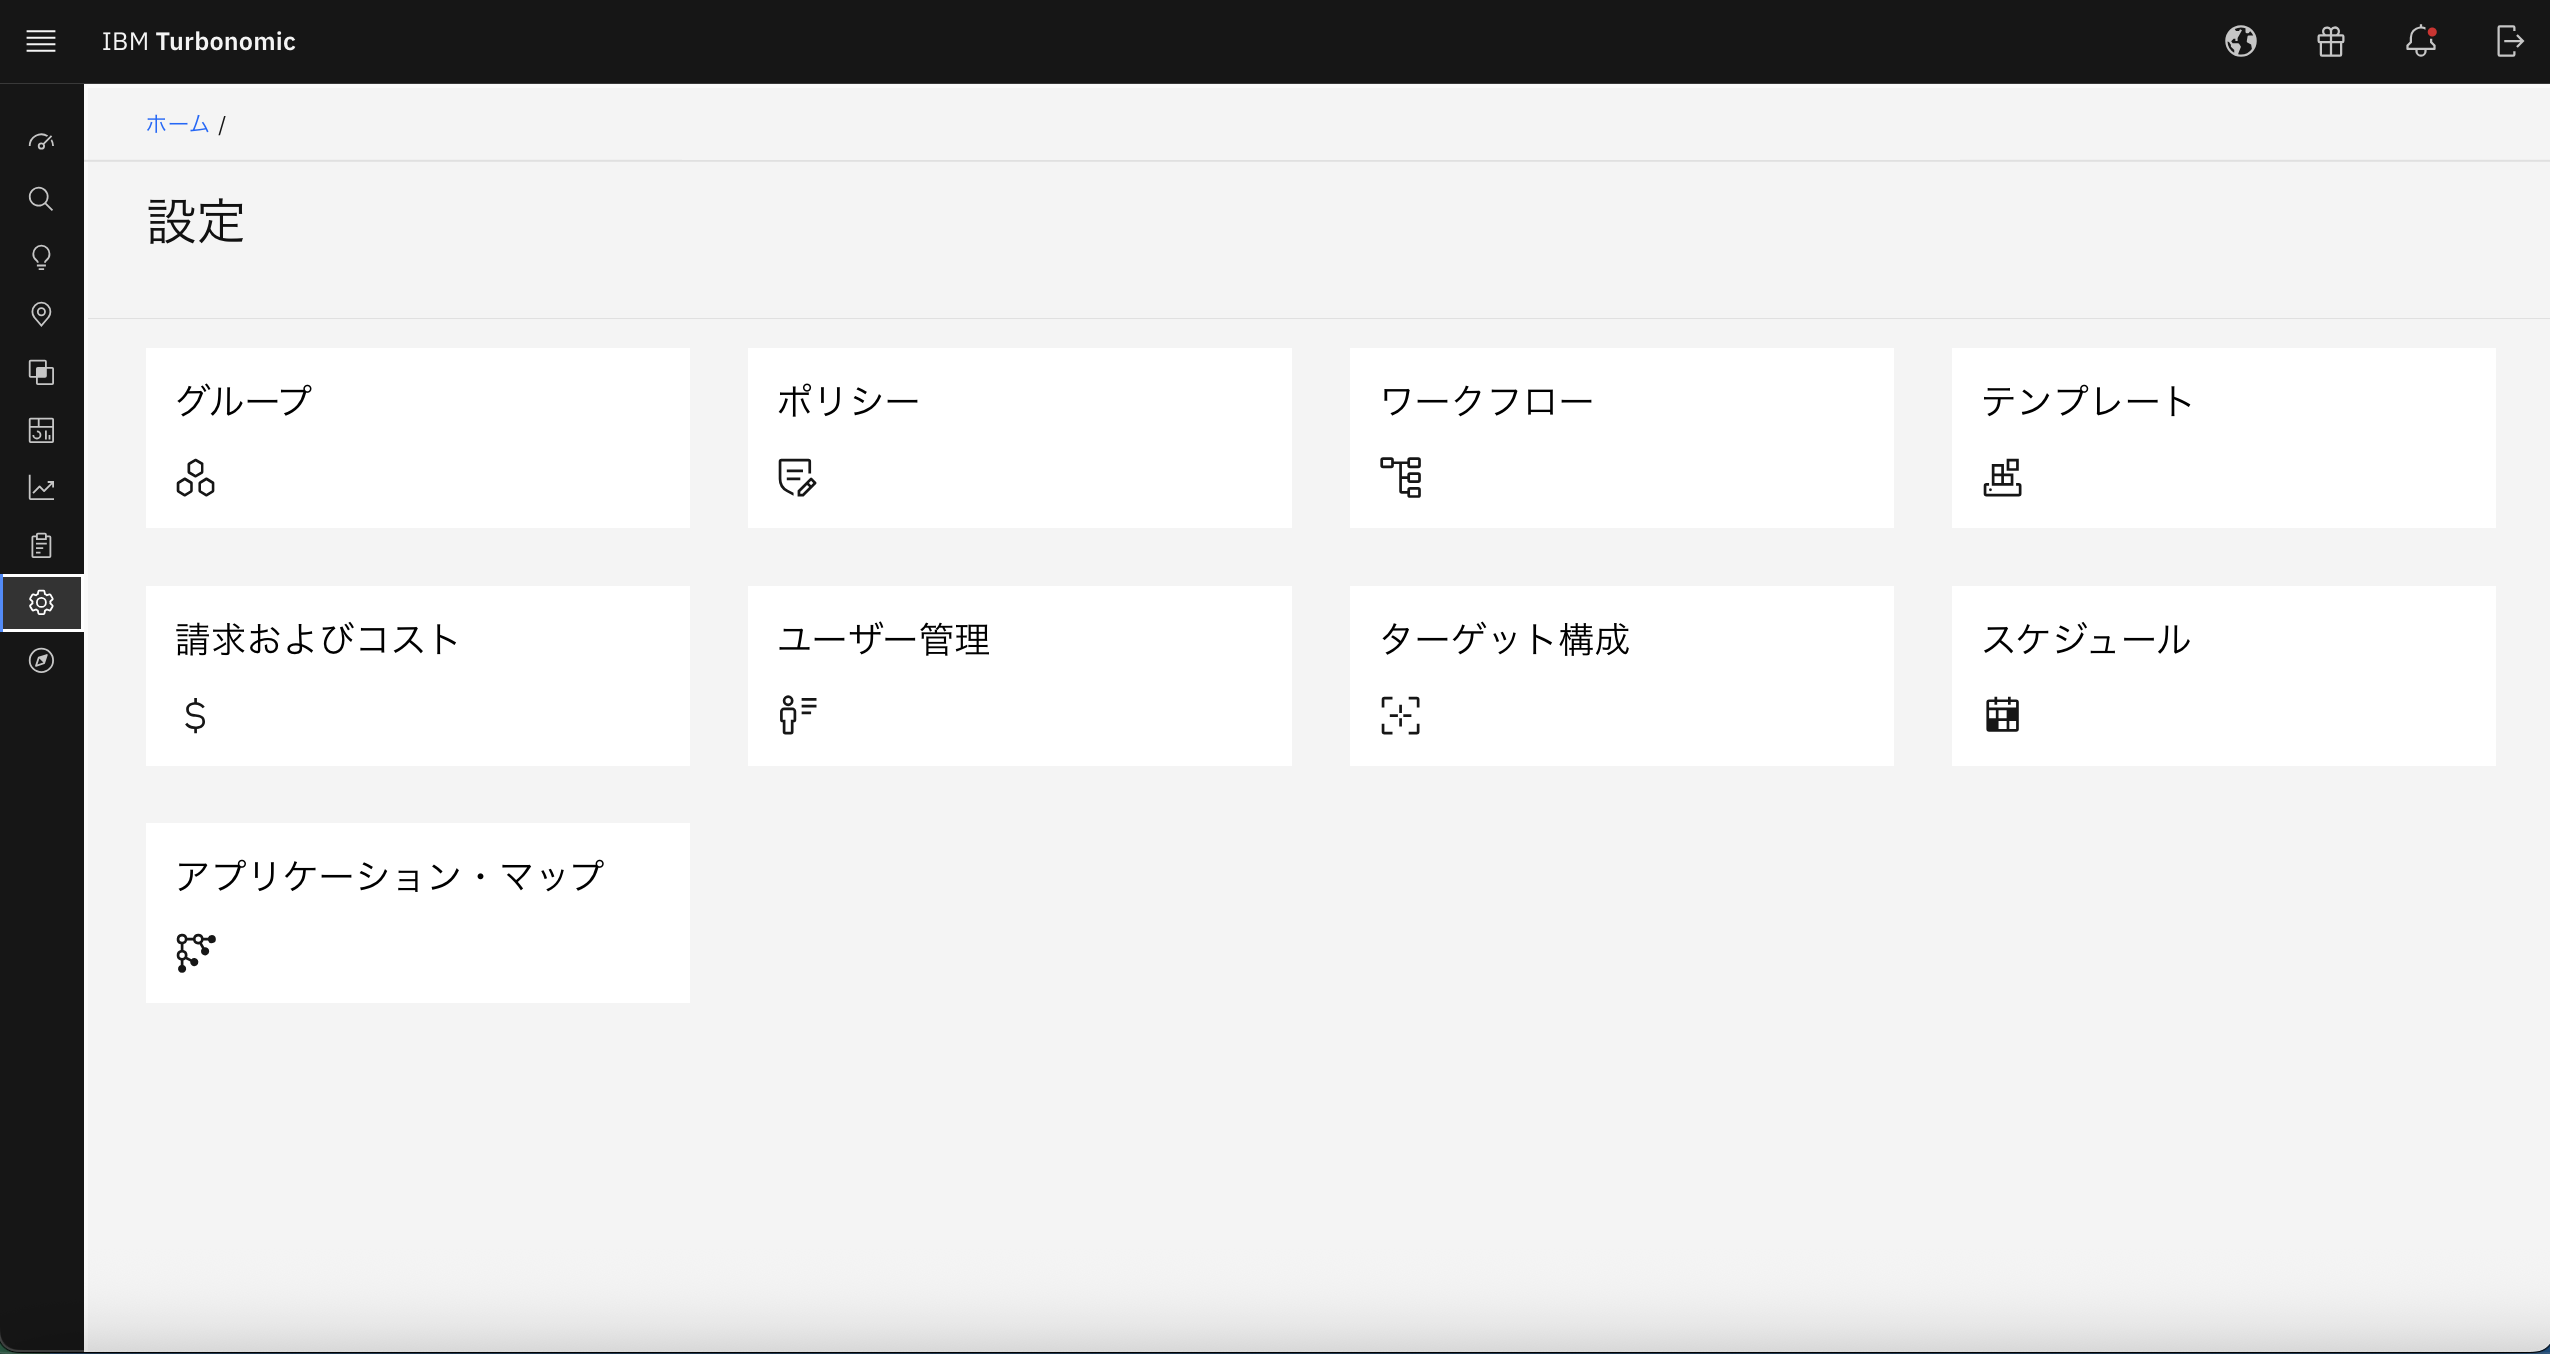 IBM Turbonomic
ホーム /
設定
グループ
ポリシー
ワークフロー
テンプレート
請求およびコスト
ユーザー管理
ターゲット構成
スケジュール
アプリケーション・マップ